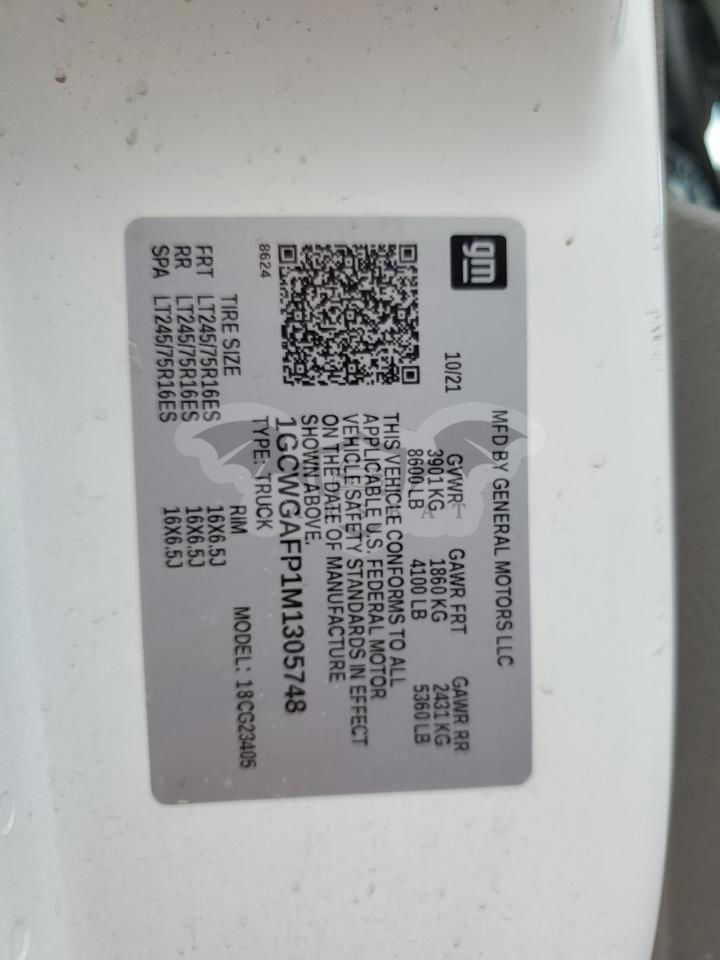 gm
MFD BY GENERAL MOTORS LLC
10/21
GVWR GAWR FRT GAWR RR
3901 KG 1860 KG 2431 KG
8600 LB 4100 LB 5360 LB
THIS VEHICLE CONFORMS TO ALL
APPLICABLE U.S. FEDERAL MOTOR
VEHICLE SAFETY STANDARDS IN EFFECT
ON THE DATE OF MANUFACTURE
SHOWN ABOVE.
1GCWGAFP1M1305748
8624
TYPE: TRUCK
MODEL: 18CG23405
TIRE SIZE RIM
FRT LT245/75R16ES 16X6.5J
RR LT245/75R16ES 16X6.5J
SPA LT245/75R16ES 16X6.5J